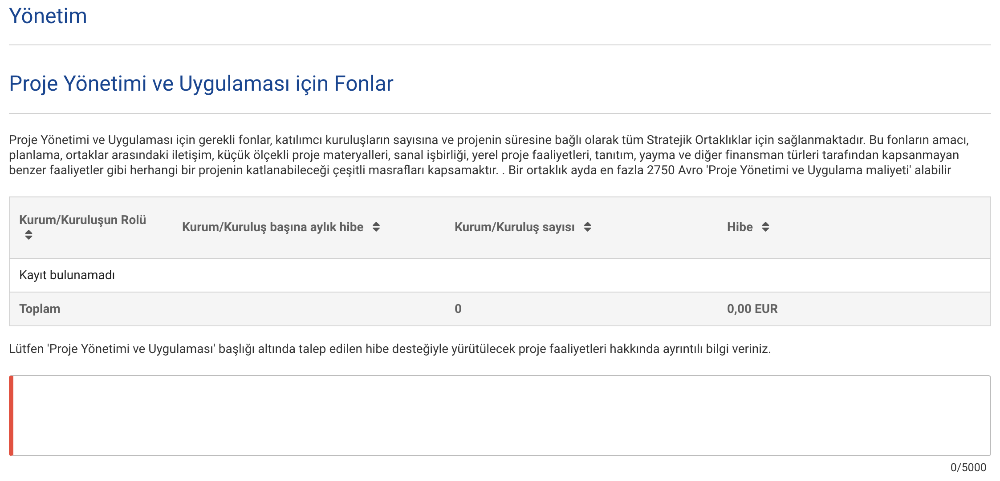 Yönetim
Proje Yönetimi ve Uygulaması için Fonlar
Proje Yönetimi ve Uygulaması için gerekli fonlar, katılımcı kuruluşların sayısına ve projenin süresine bağlı olarak tüm Stratejik Ortaklıklar için sağlanmaktadır. Bu fonların amacı,
planlama, ortaklar arasındaki iletişim, küçük ölçekli proje materyalleri, sanal işbirliği, yerel proje faaliyetleri, tanıtım, yayma ve diğer finansman türleri tarafından kapsanmayan
benzer faaliyetler gibi herhangi bir projenin katlanabileceği çeşitli masrafları kapsamaktır. . Bir ortaklık ayda en fazla 2750 Avro 'Proje Yönetimi ve Uygulama maliyeti' alabilir
Kurum/Kuruluşun Rolü
Kurum/Kuruluş başına aylık hibe
Kurum/Kuruluş sayısı
Hibe
Kayıt bulunamadı
Toplam
0
0,00 EUR
Lütfen 'Proje Yönetimi ve Uygulaması' başlığı altında talep edilen hibe desteğiyle yürütülecek proje faaliyetleri hakkında ayrıntılı bilgi veriniz.
0/5000